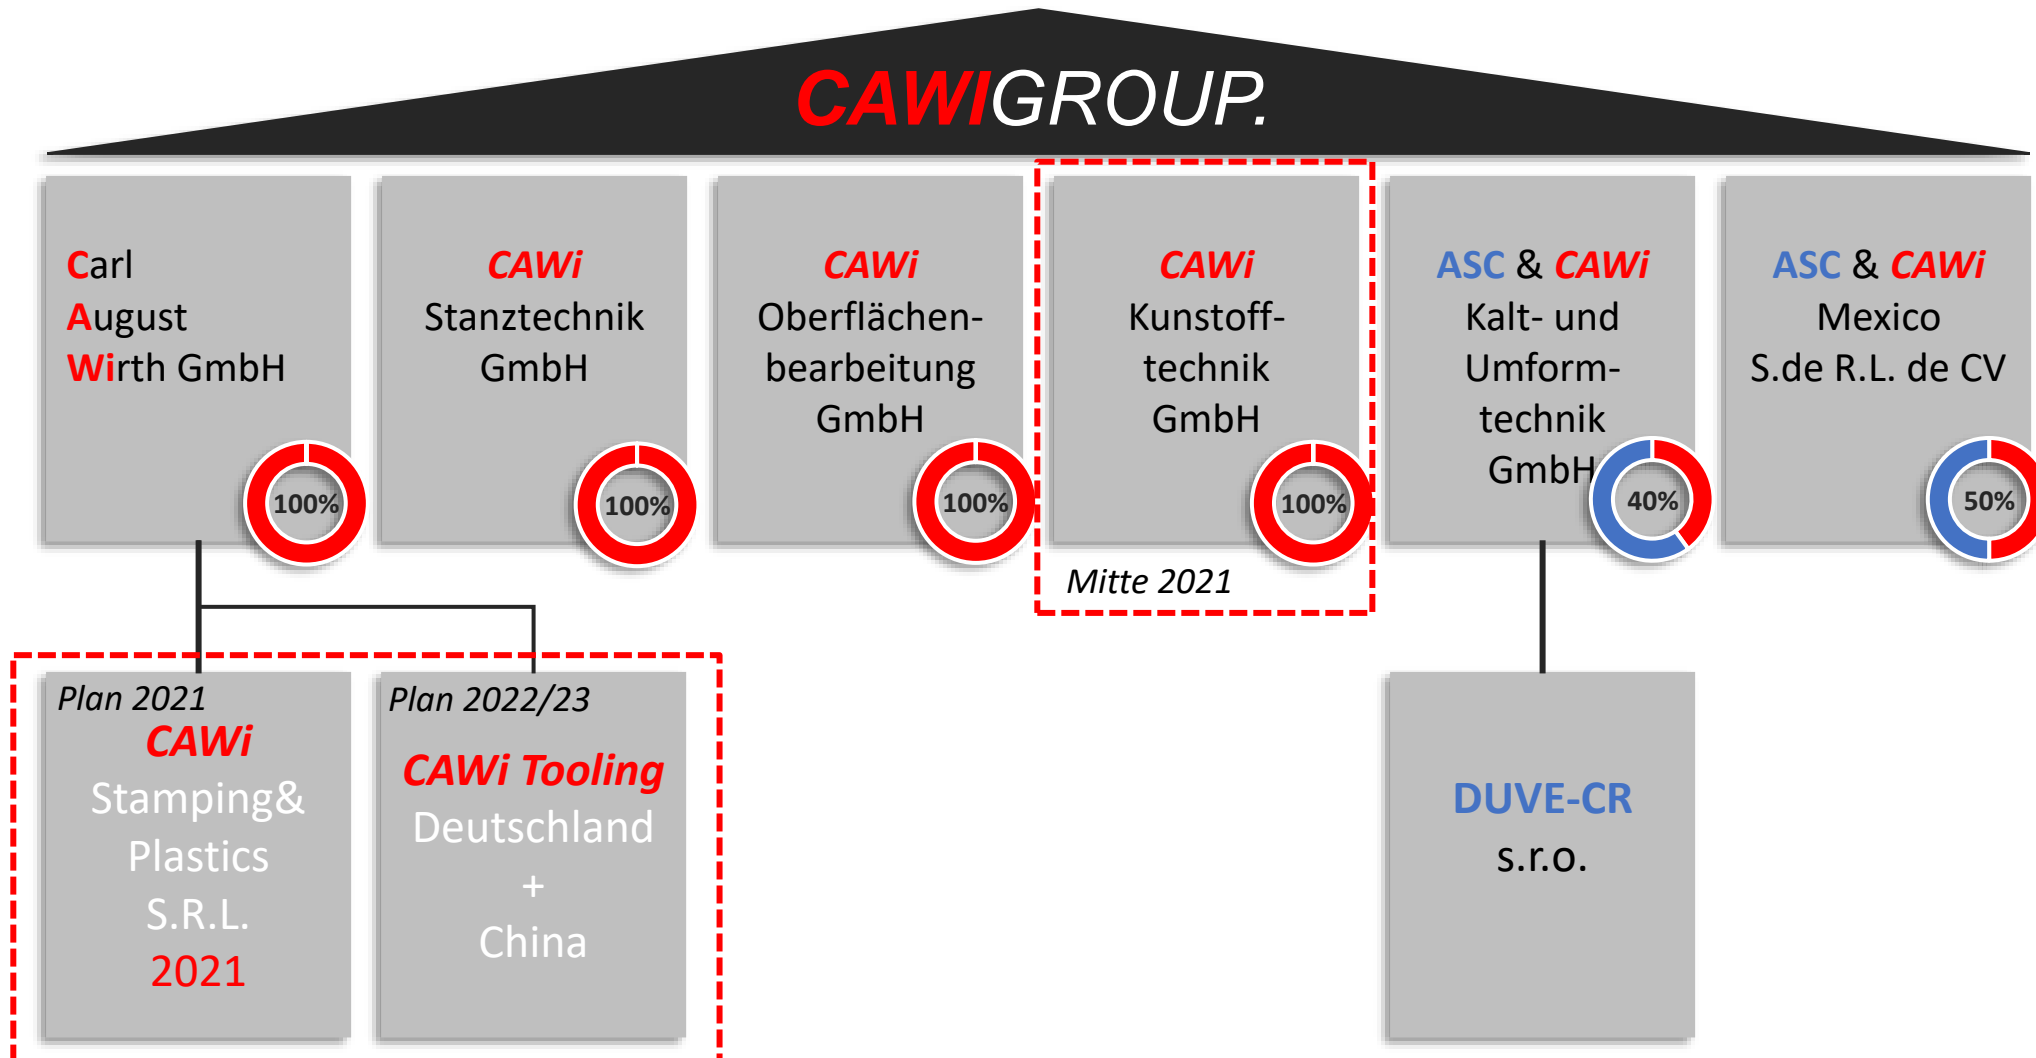 CAWIGROUP.
Carl
August
Wirth GmbH
100%
CAWi
Stanztechnik
GmbH
100%
CAWi
Oberflächen-
bearbeitung
GmbH
100%
CAWi
Kunstoff-
technik
GmbH
100%
Mitte 2021
ASC & CAWi
Kalt- und
Umform-
technik
GmbH
40%
ASC & CAWi
Mexico
S.de R.L. de CV
50%
Plan 2021
CAWi
Stamping&
Plastics
S.R.L.
2021
Plan 2022/23
CAWi Tooling
Deutschland
+
China
DUVE-CR
s.r.o.